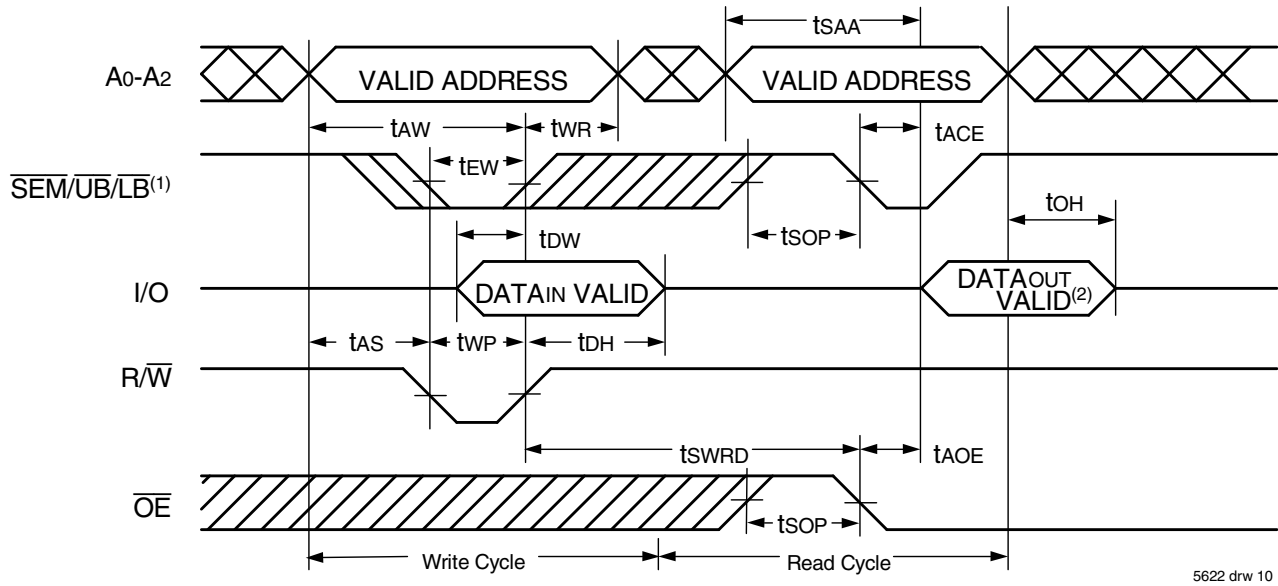 tSAA
A0-A2 VALID ADDRESS VALID ADDRESS
tAW tWR tACE
tEW
SEM/UB/LB(1)
tOH
tDW tSOP
I/O DATAIN VALID DATAOUT VALID(2)
tAS tWP tDH
R/W
tSWRD tAOE
OE
tSOP
Write Cycle Read Cycle
5622 drw 10